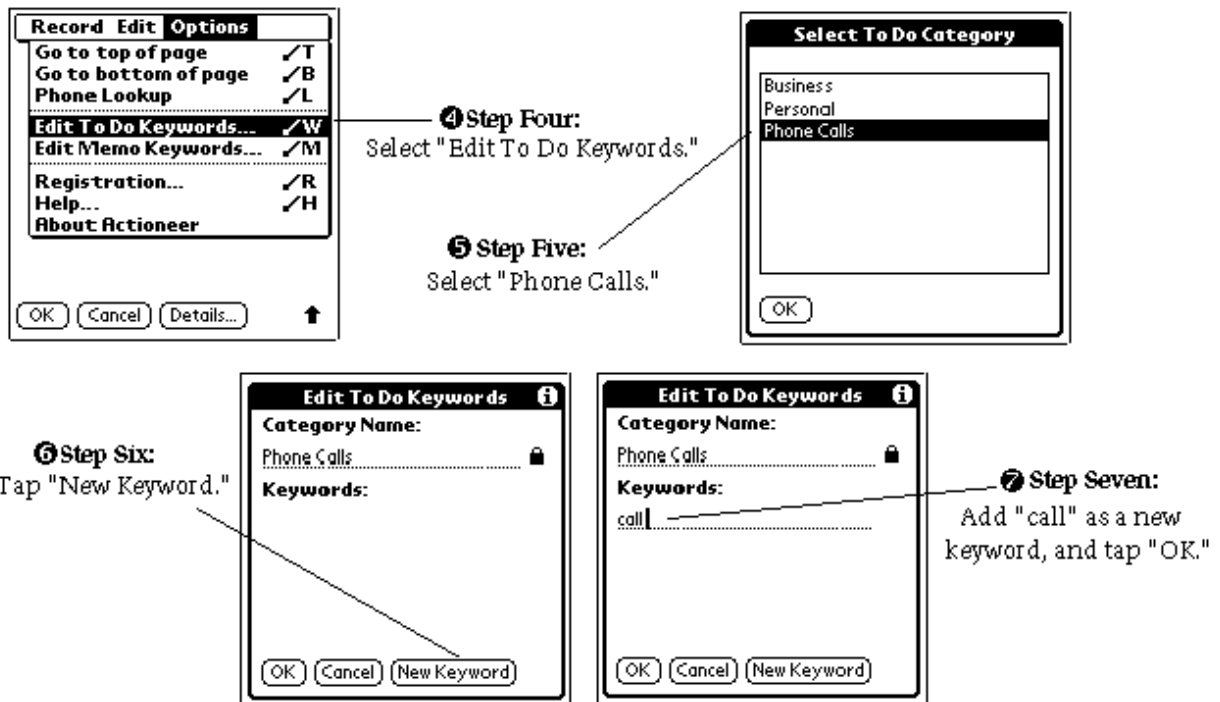 Record Edit Options
Go to top of page /T
Go to bottom of page /B
Phone Lookup /L
Edit To Do Keywords... /W
Edit Memo Keywords... /M
Registration... /R
Help... /H
About Actioneer
OK Cancel Details...
❹ Step Four:
Select "Edit To Do Keywords."
❺ Step Five:
Select "Phone Calls."
Select To Do Category
Business
Personal
Phone Calls
OK
❻ Step Six:
Tap "New Keyword."
Edit To Do Keywords i
Category Name:
Phone Calls
Keywords:
OK Cancel New Keyword
Edit To Do Keywords i
Category Name:
Phone Calls
Keywords:
call
OK Cancel New Keyword
❼ Step Seven:
Add "call" as a new
keyword, and tap "OK."